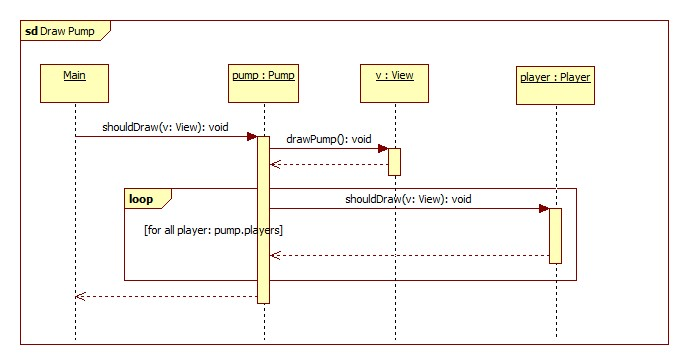 sd Draw Pump
Main
pump : Pump
v : View
player : Player
shouldDraw(v: View): void
drawPump(): void
loop
shouldDraw(v: View): void
[for all player: pump.players]